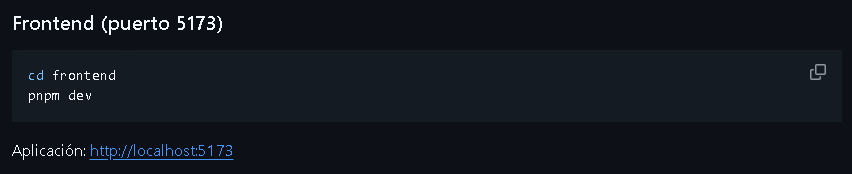 Frontend (puerto 5173)
cd frontend
pnpm dev
Aplicación: http://localhost:5173